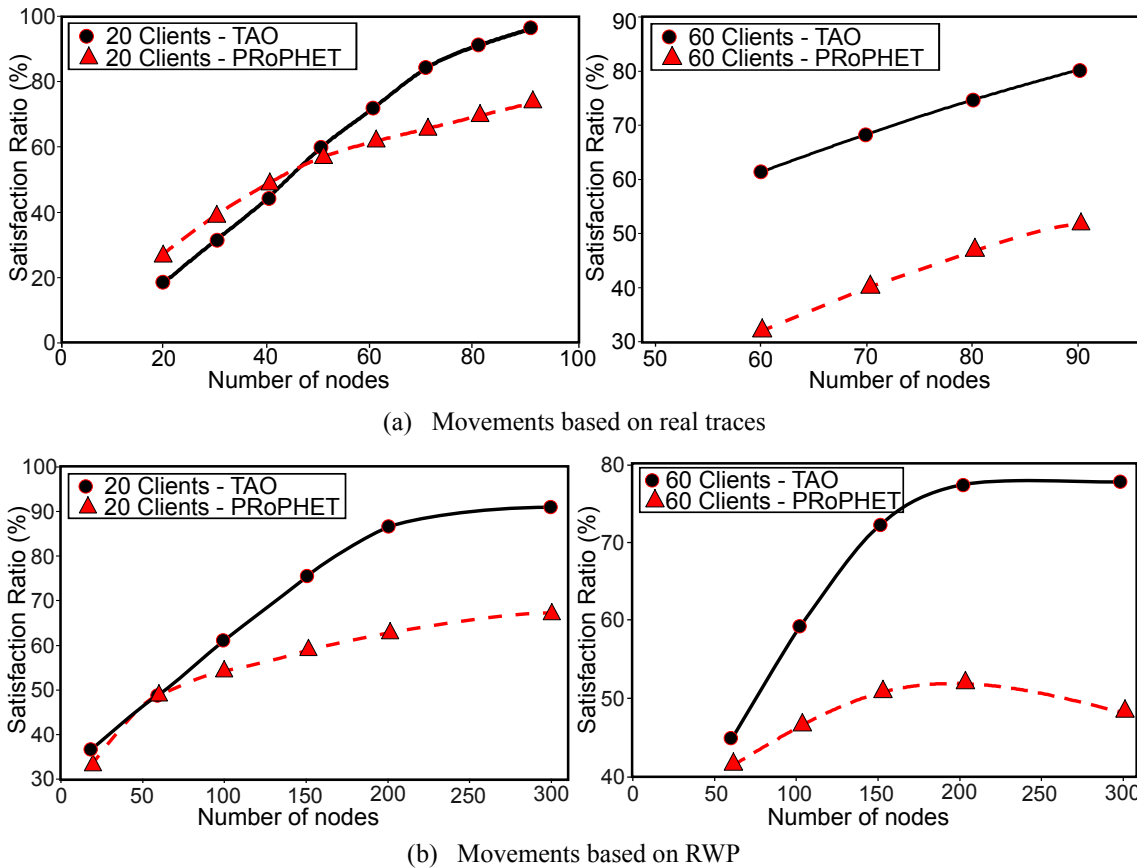 100
80
60
40
20
0
Satisfaction Ratio (%)
20 Clients - TAO
20 Clients - PRoPHET
0 20 40 60 80 100
Number of nodes
90
80
70
60
50
40
30
Satisfaction Ratio (%)
60 Clients - TAO
60 Clients - PRoPHET
50 60 70 80 90
Number of nodes
(a) Movements based on real traces
100
90
80
70
60
50
40
30
Satisfaction Ratio (%)
20 Clients - TAO
20 Clients - PRoPHET
0 50 100 150 200 250 300
Number of nodes
80
70
60
50
40
Satisfaction Ratio (%)
60 Clients - TAO
60 Clients - PRoPHET
0 50 100 150 200 250 300
Number of nodes
(b) Movements based on RWP